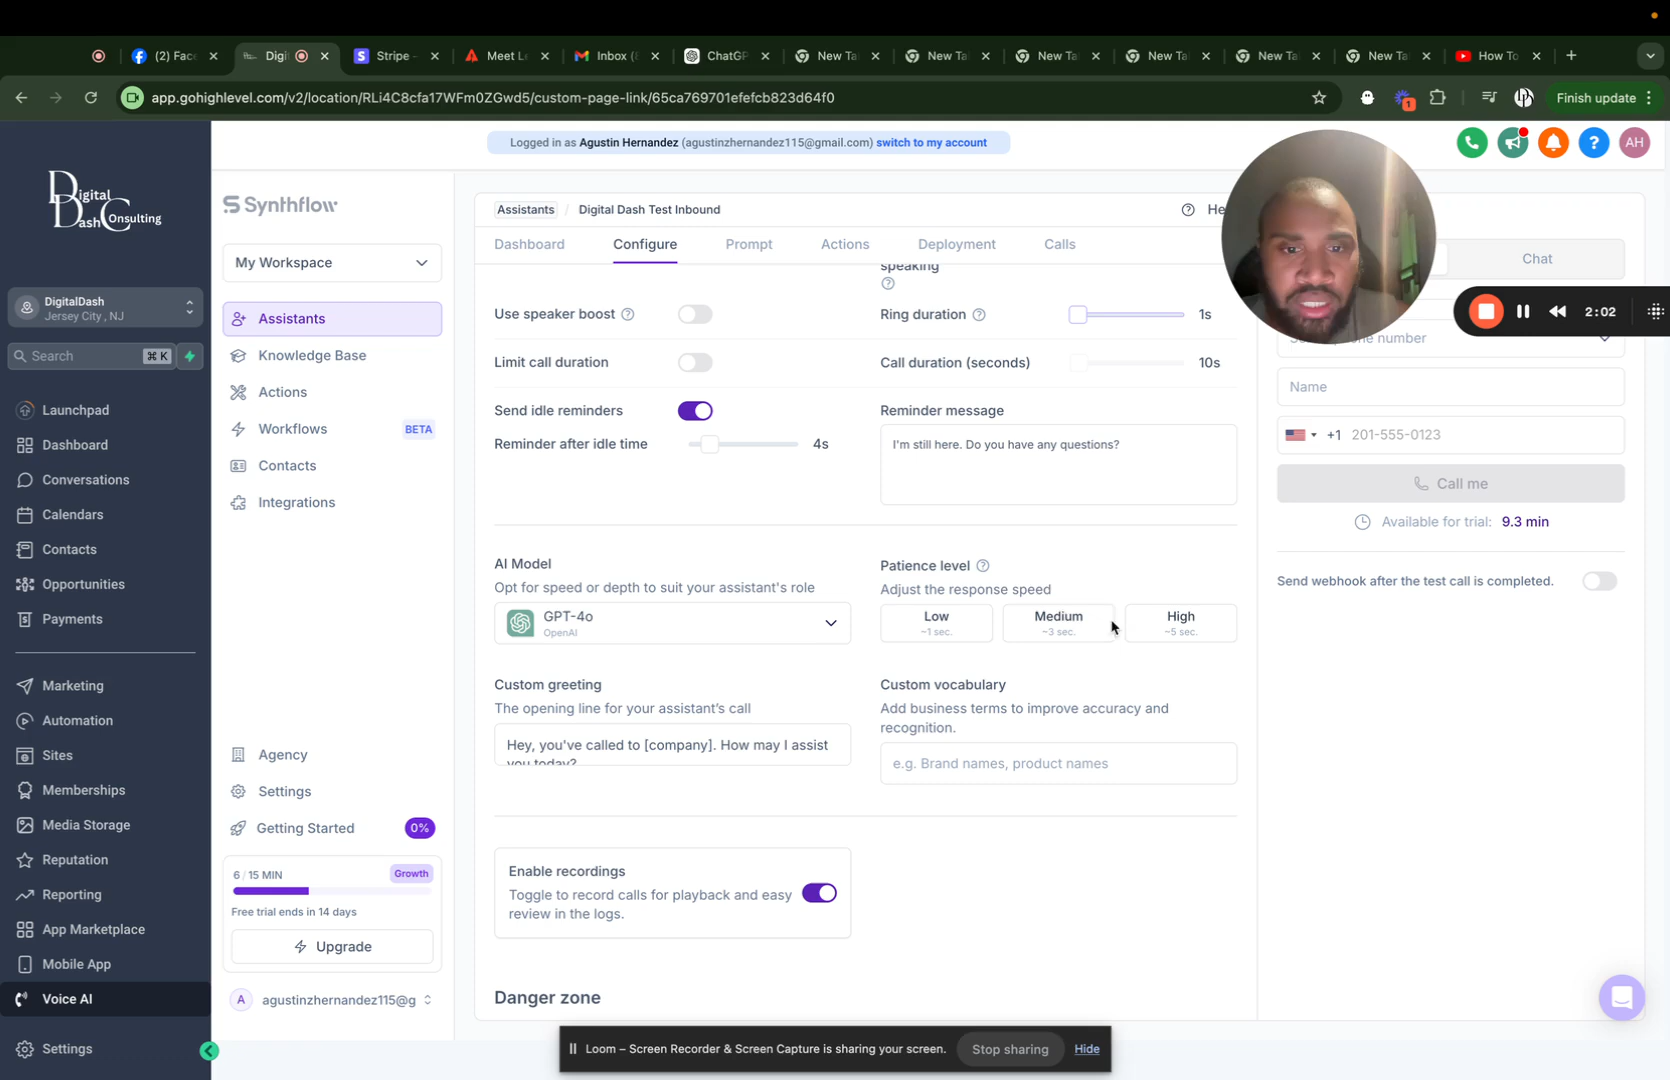 (2) Face
Digi
Stripe -
Meet Le
Inbox (8
ChatGP
New Ta
New Ta
New Ta
New Ta
New Ta
New Ta
How To
app.gohighlevel.com/v2/location/RLi4C8cfa17WFm0ZGwd5/custom-page-link/65ca769701efefcb823d64f0
1
Finish update
Logged in as Agustin Hernandez (agustinzhernandez115@gmail.com) switch to my account
AH
Digital
Dash
Consulting
DigitalDash
Jersey City , NJ
Search
⌘ K
Launchpad
Dashboard
Conversations
Calendars
Contacts
Opportunities
Payments
Marketing
Automation
Sites
Memberships
Media Storage
Reputation
Reporting
App Marketplace
Mobile App
Voice AI
Settings
Synthflow
My Workspace
Assistants
Knowledge Base
Actions
Workflows
BETA
Contacts
Integrations
Agency
Settings
Getting Started
0%
6 / 15 MIN
Growth
Free trial ends in 14 days
Upgrade
A
agustinzhernandez115@g
Assistants / Digital Dash Test Inbound
He
Dashboard
Configure
Prompt
Actions
Deployment
Calls
speaking
Use speaker boost
Ring duration
1s
Limit call duration
Call duration (seconds)
10s
Send idle reminders
Reminder message
Reminder after idle time
4s
I'm still here. Do you have any questions?
AI Model
Opt for speed or depth to suit your assistant's role
GPT-4o
OpenAI
Patience level
Adjust the response speed
Low
~1 sec.
Medium
~3 sec.
High
~5 sec.
Custom greeting
The opening line for your assistant's call
Hey, you've called to [company]. How may I assist
you today?
Custom vocabulary
Add business terms to improve accuracy and
recognition.
e.g. Brand names, product names
Enable recordings
Toggle to record calls for playback and easy
review in the logs.
Danger zone
Chat
2:02
phone number
Name
+1 201-555-0123
Call me
Available for trial: 9.3 min
Send webhook after the test call is completed.
Loom – Screen Recorder & Screen Capture is sharing your screen.
Stop sharing
Hide